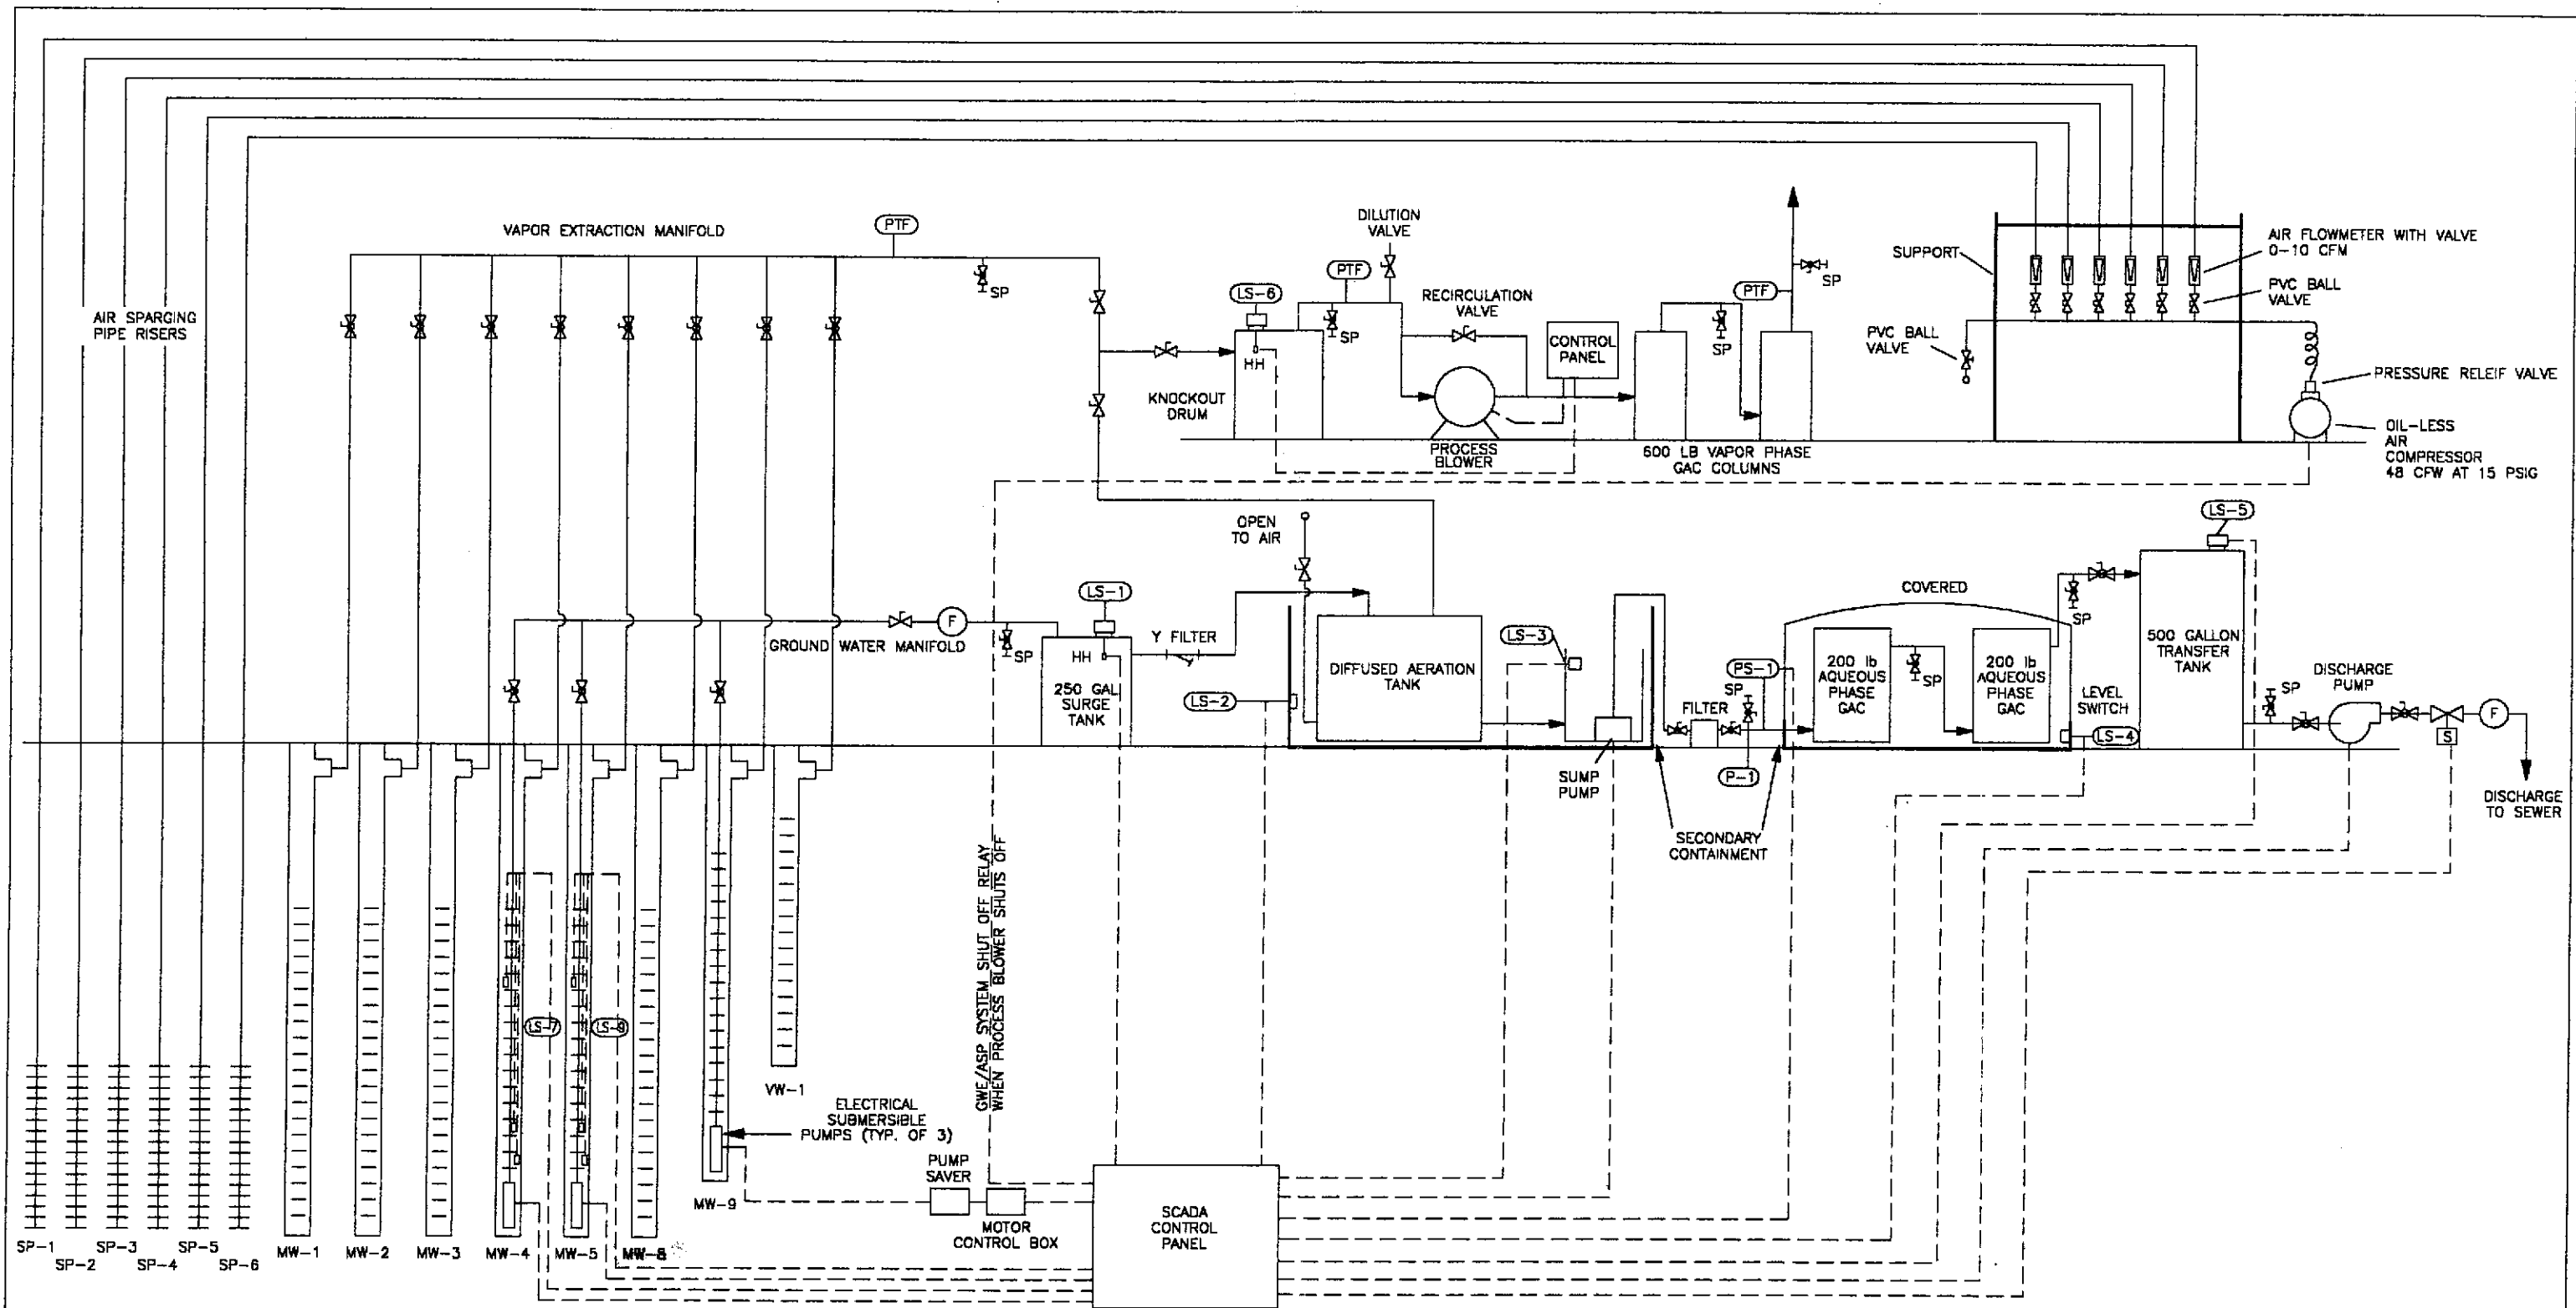 VAPOR EXTRACTION MANIFOLD
PTF
SP
DILUTION
VALVE
PTF
LS-6
HH
SP
RECIRCULATION
VALVE
CONTROL
PANEL
PTF
SP
SP
KNOCKOUT
DRUM
PROCESS
BLOWER
600 LB VAPOR PHASE
GAC COLUMNS
SUPPORT
AIR FLOWMETER WITH VALVE
0-10 CFM
PVC BALL
VALVE
PVC BALL
VALVE
PRESSURE RELEIF VALVE
OIL-LESS
AIR
COMPRESSOR
48 CFW AT 15 PSIG
AIR SPARGING
PIPE RISERS
OPEN
TO AIR
LS-1
F
SP
GROUND WATER MANIFOLD
HH
250 GAL
SURGE
TANK
Y FILTER
LS-2
DIFFUSED AERATION
TANK
LS-3
SUMP
PUMP
FILTER
SP
PS-1
P-1
SECONDARY
CONTAINMENT
COVERED
200 lb
AQUEOUS
PHASE
GAC
SP
200 lb
AQUEOUS
PHASE
GAC
SP
LEVEL
SWITCH
LS-4
LS-5
500 GALLON
TRANSFER
TANK
SP
DISCHARGE
PUMP
S
F
DISCHARGE
TO SEWER
GWE/ASP SYSTEM SHUT OFF RELAY
WHEN PROCESS BLOWER SHUTS OFF
LS-7
VW-1
ELECTRICAL
SUBMERSIBLE
PUMPS (TYP. OF 3)
PUMP
SAVER
MOTOR
CONTROL BOX
SCADA
CONTROL
PANEL
SP-1
SP-2
SP-3
SP-4
SP-5
SP-6
MW-1
MW-2
MW-3
MW-4
MW-5
MW-8
MW-9